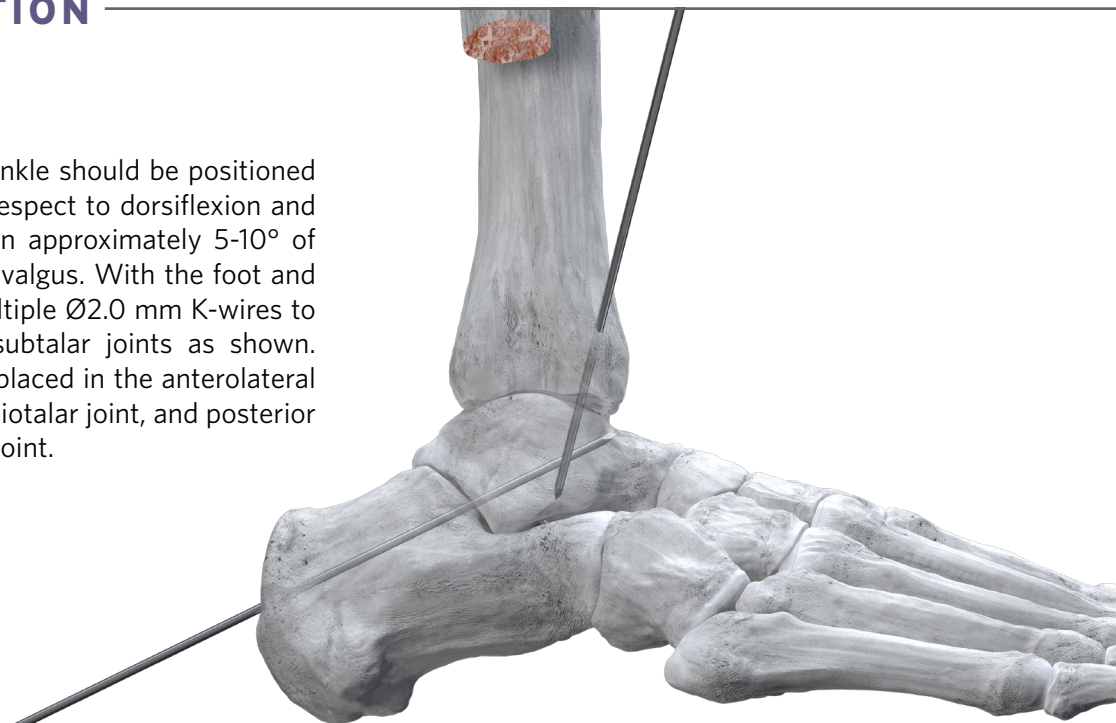 TION
nkle should be positioned
espect to dorsiflexion and
n approximately 5-10° of
valgus. With the foot and
ltiple Ø2.0 mm K-wires to
subtalar joints as shown.
placed in the anterolateral
iotalar joint, and posterior
oint.